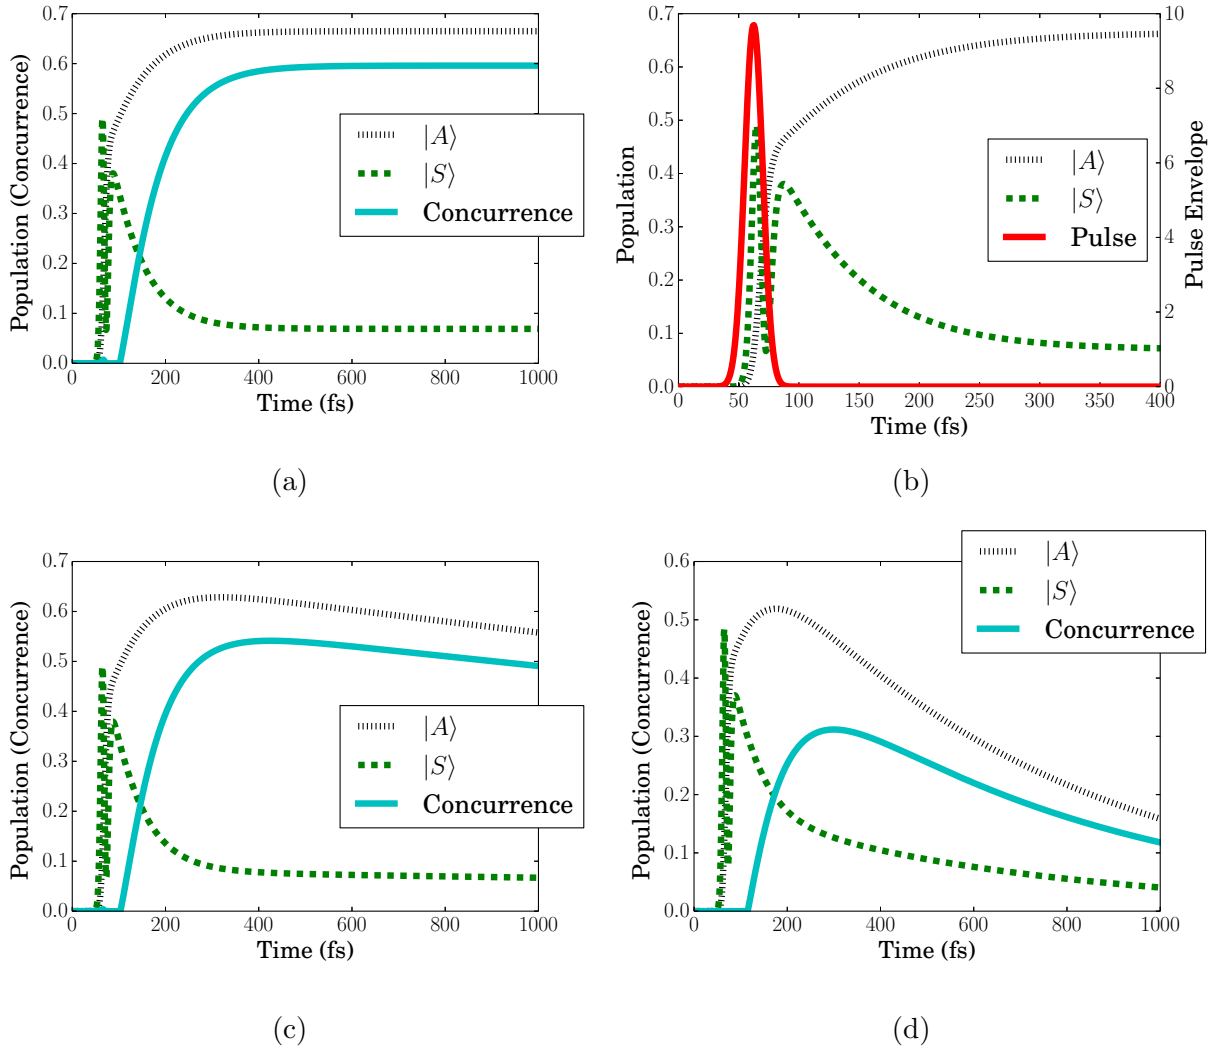 0.7
0.6
0.5
0.4
0.3
0.2
0.1
0.0
Population (Concurrence)
|A⟩
|S⟩
Concurrence
0 200 400 600 800 1000
Time (fs)
(a)
0.7
0.6
0.5
0.4
0.3
0.2
0.1
0.0
Population
|A⟩
|S⟩
Pulse
10
8
6
4
2
0
Pulse Envelope
0 50 100 150 200 250 300 350 400
Time (fs)
(b)
0.7
0.6
0.5
0.4
0.3
0.2
0.1
0.0
Population (Concurrence)
|A⟩
|S⟩
Concurrence
0 200 400 600 800 1000
Time (fs)
(c)
0.6
0.5
0.4
0.3
0.2
0.1
0.0
Population (Concurrence)
|A⟩
|S⟩
Concurrence
0 200 400 600 800 1000
Time (fs)
(d)